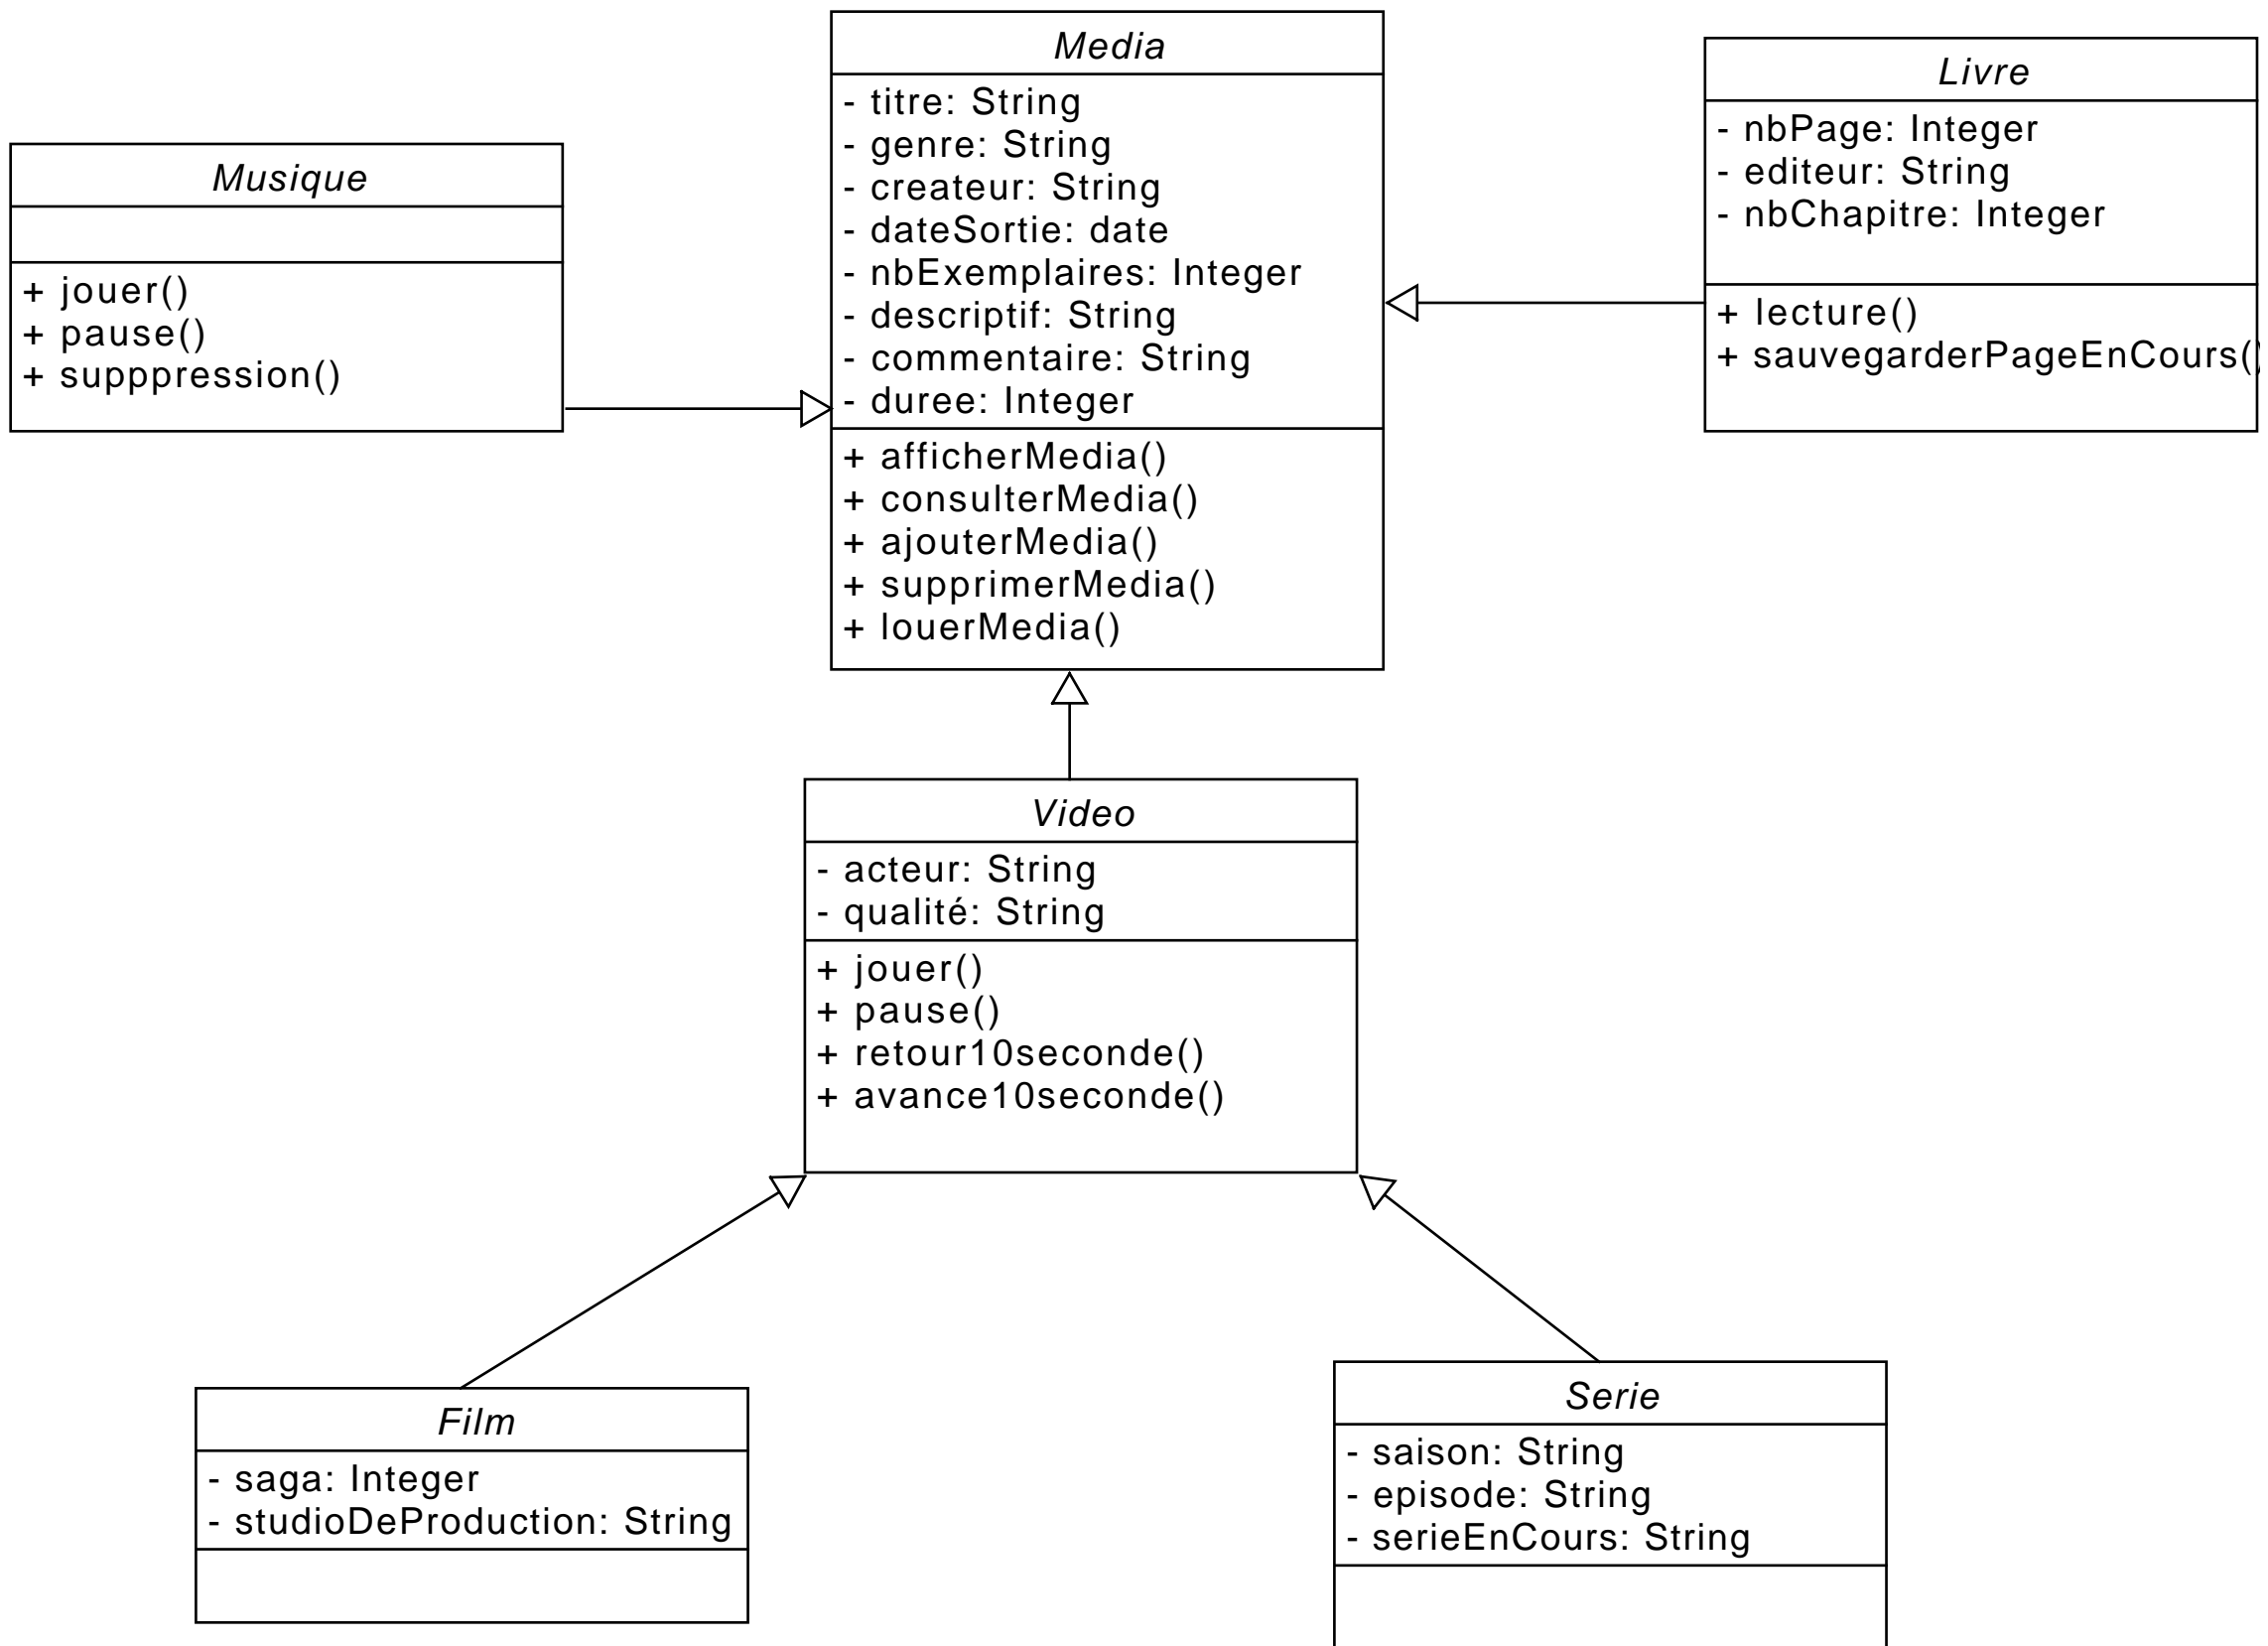 Media
- titre: String
- genre: String
- createur: String
- dateSortie: date
- nbExemplaires: Integer
- descriptif: String
- commentaire: String
- duree: Integer
+ afficherMedia()
+ consulterMedia()
+ ajouterMedia()
+ supprimerMedia()
+ louerMedia()
Livre
- nbPage: Integer
- editeur: String
- nbChapitre: Integer
+ lecture()
+ sauvegarderPageEnCours()
Musique
+ jouer()
+ pause()
+ supppression()
Video
- acteur: String
- qualité: String
+ jouer()
+ pause()
+ retour10seconde()
+ avance10seconde()
Film
- saga: Integer
- studioDeProduction: String
Serie
- saison: String
- episode: String
- serieEnCours: String